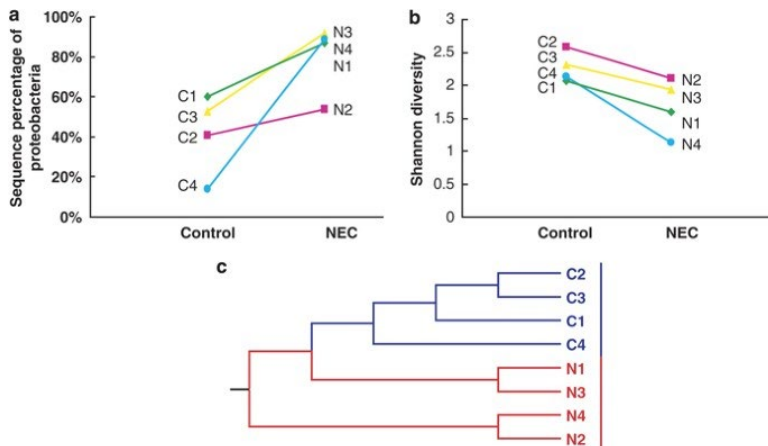 a
Sequence percentage of
proteobacteria
100%
80%
60%
40%
20%
0%
C1
C3
C2
C4
N3
N4
N1
N2
Control
NEC
b
Shannon diversity
3
2.5
2
1.5
1
0.5
0
C2
C3
C4
C1
N2
N3
N1
N4
Control
NEC
c
C2
C3
C1
C4
N1
N3
N4
N2